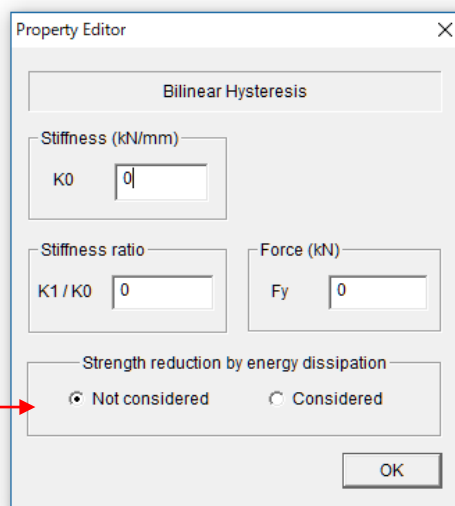 Property Editor
Bilinear Hysteresis
Stiffness (kN/mm)
K0 0
Stiffness ratio Force (kN)
K1 / K0 0 Fy 0
Strength reduction by energy dissipation
Not considered Considered
OK